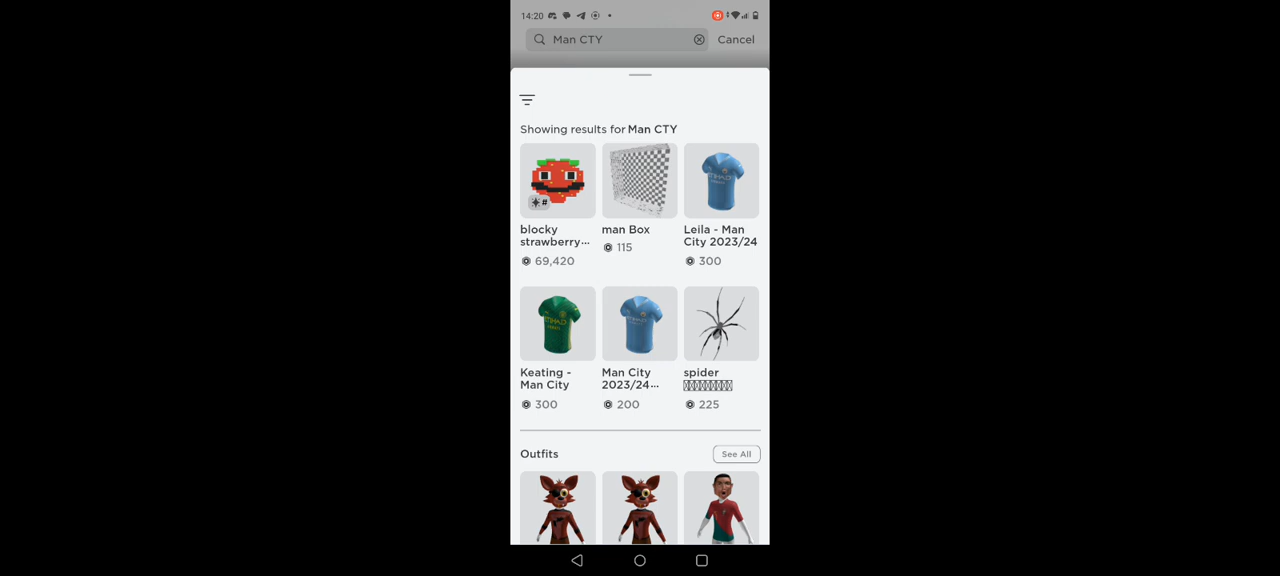 14:20
Man CTY
Cancel
Showing results for Man CTY
#
blocky
strawberry...
69,420
man Box
115
ETIHAD
Leila - Man
City 2023/24
300
Keating -
Man City
300
Man City
2023/24...
200
spider
225
Outfits
See All